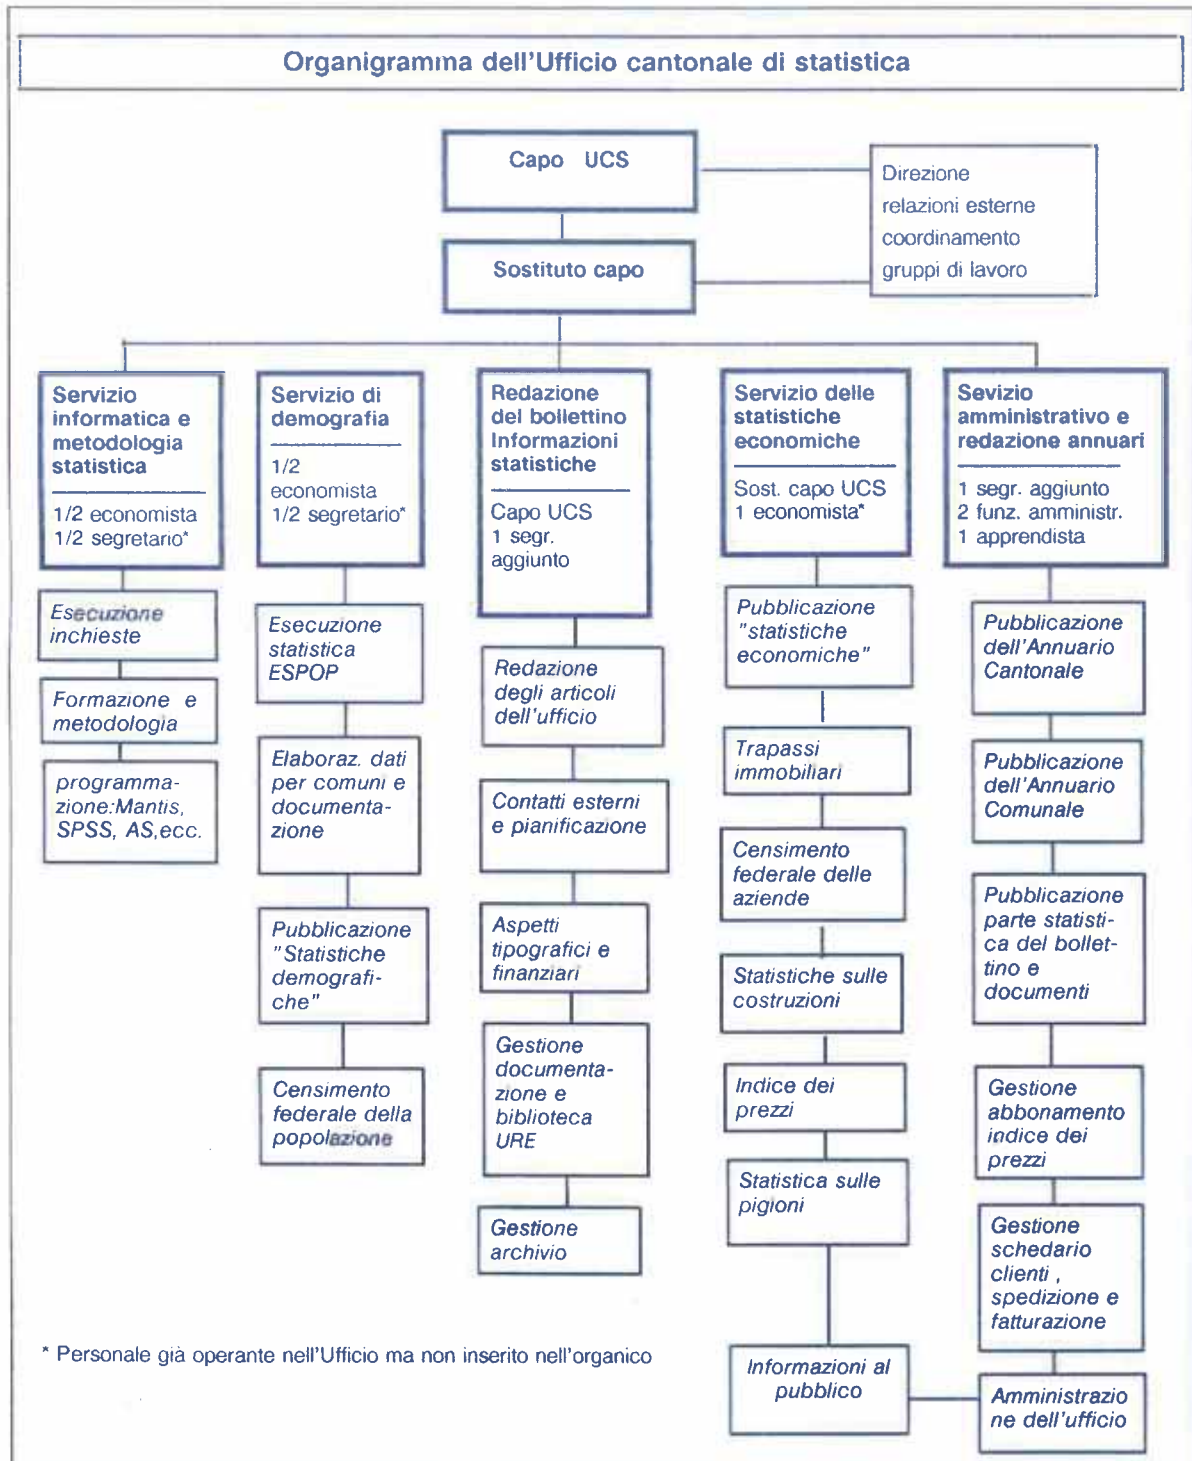 Organigramma dell'Ufficio cantonale di statistica
Capo UCS
Direzione
relazioni esterne
coordinamento
gruppi di lavoro
Sostituto capo
Servizio
informatica e
metodologia
statistica
1/2 economista
1/2 segretario*
Esecuzione
inchieste
Formazione e
metodologia
programma-
zione:Mantis,
SPSS, AS,ecc.
Servizio di
demografia
1/2
economista
1/2 segretario*
Esecuzione
statistica
ESPOP
Elaboraz. dati
per comuni e
documenta-
zione
Pubblicazione
"Statistiche
demografi-
che"
Censimento
federale della
popolazione
Redazione
del bollettino
Informazioni
statistiche
Capo UCS
1 segr.
aggiunto
Redazione
degli articoli
dell'ufficio
Contatti esterni
e pianificazione
Aspetti
tipografici e
finanziari
Gestione
documenta-
zione e
biblioteca
URE
Gestione
archivio
Servizio delle
statistiche
economiche
Sost. capo UCS
1 economista*
Pubblicazione
"statistiche
economiche"
Trapassi
immobiliari
Censimento
federale delle
aziende
Statistiche sulle
costruzioni
Indice dei
prezzi
Statistica sulle
pigioni
Informazioni al
pubblico
Sevizio
amministrativo e
redazione annuari
1 segr. aggiunto
2 funz. amministr.
1 apprendista
Pubblicazione
dell'Annuario
Cantonale
Pubblicazione
dell'Annuario
Comunale
Pubblicazione
parte statisti-
ca del bollet-
tino e
documenti
Gestione
abbonamento
indice dei
prezzi
Gestione
schedario
clienti ,
spedizione e
fatturazione
Amministrazio
ne dell'ufficio
* Personale già operante nell'Ufficio ma non inserito nell'organico